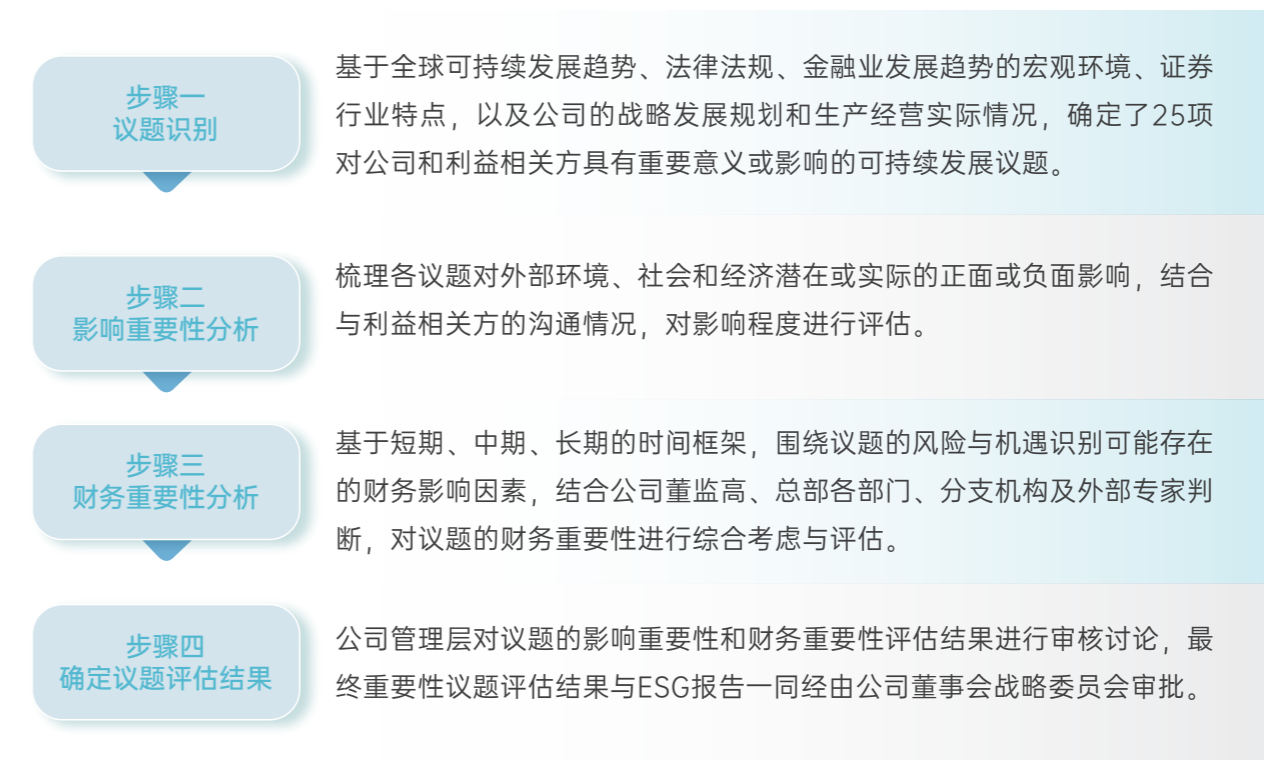 步骤一
议题识别
基于全球可持续发展趋势、法律法规、金融业发展趋势的宏观环境、证券
行业特点，以及公司的战略发展规划和生产经营实际情况，确定了25项
对公司和利益相关方具有重要意义或影响的可持续发展议题。
步骤二
影响重要性分析
梳理各议题对外部环境、社会和经济潜在或实际的正面或负面影响，结合
与利益相关方的沟通情况，对影响程度进行评估。
步骤三
财务重要性分析
基于短期、中期、长期的时间框架，围绕议题的风险与机遇识别可能存在
的财务影响因素，结合公司董监高、总部各部门、分支机构及外部专家判
断，对议题的财务重要性进行综合考虑与评估。
步骤四
确定议题评估结果
公司管理层对议题的影响重要性和财务重要性评估结果进行审核讨论，最
终重要性议题评估结果与ESG报告一同经由公司董事会战略委员会审批。